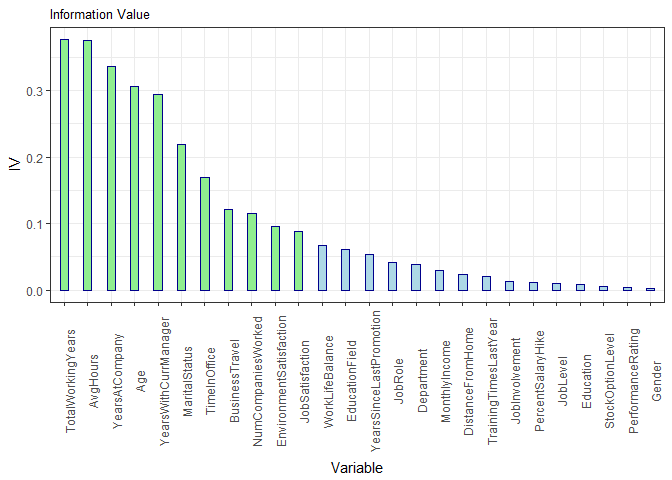 Information Value
IV
0.3
0.2
0.1
0.0
TotalWorkingYears
AvgHours
YearsAtCompany
Age
YearsWithCurrManager
MaritalStatus
TimeInOffice
BusinessTravel
NumCompaniesWorked
EnvironmentSatisfaction
JobSatisfaction
WorkLifeBalance
EducationField
YearsSinceLastPromotion
JobRole
Department
MonthlyIncome
DistanceFromHome
TrainingTimesLastYear
JobInvolvement
PercentSalaryHike
JobLevel
Education
StockOptionLevel
PerformanceRating
Gender
Variable